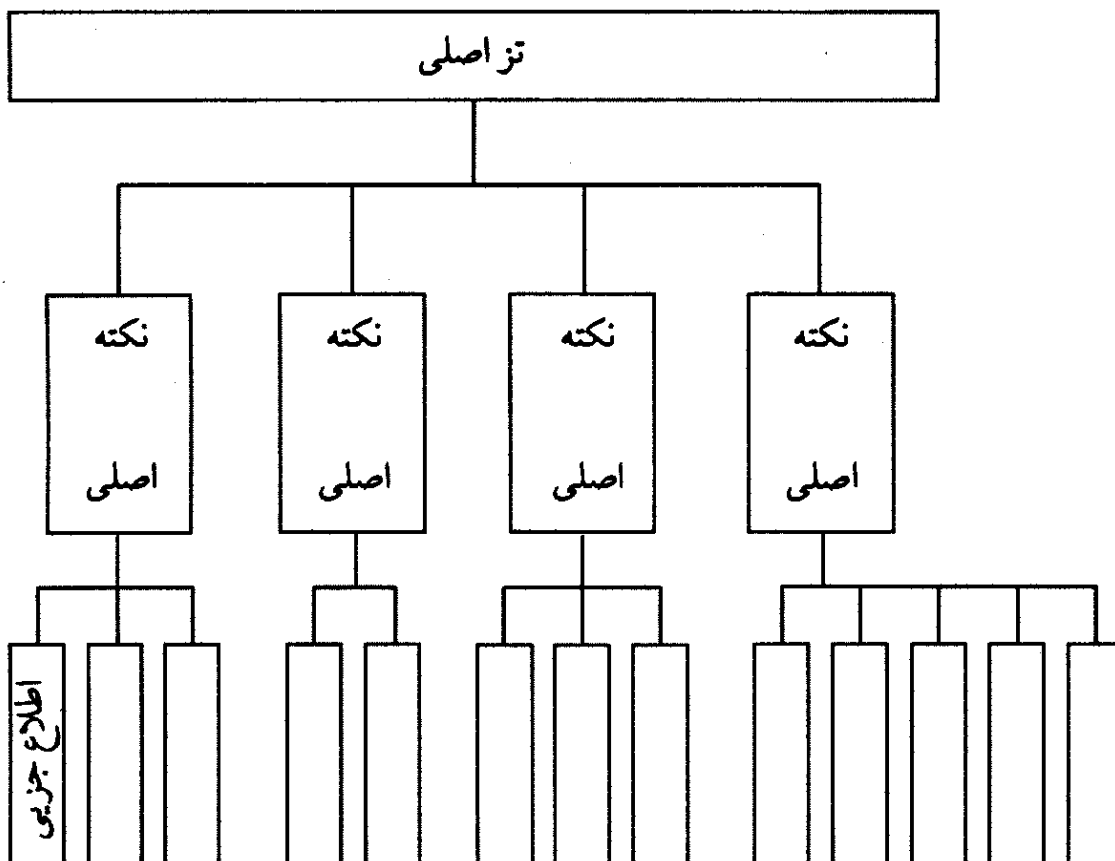 تز اصلی
نکته
اصلی
نکته
اصلی
نکته
اصلی
نکته
اصلی
اطلاع جزیی